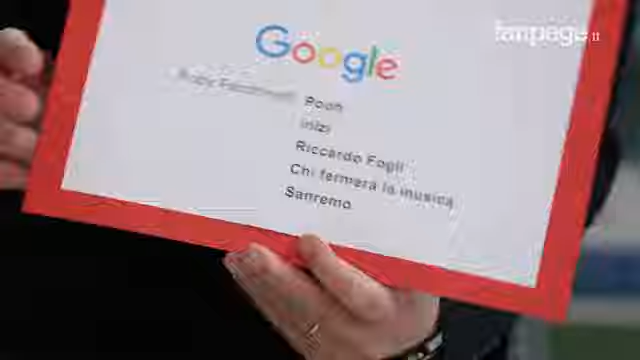 fanpage.it
Google
Pooh
inizi
Riccardo Fogli
Chi fermerà la musica
Sanremo